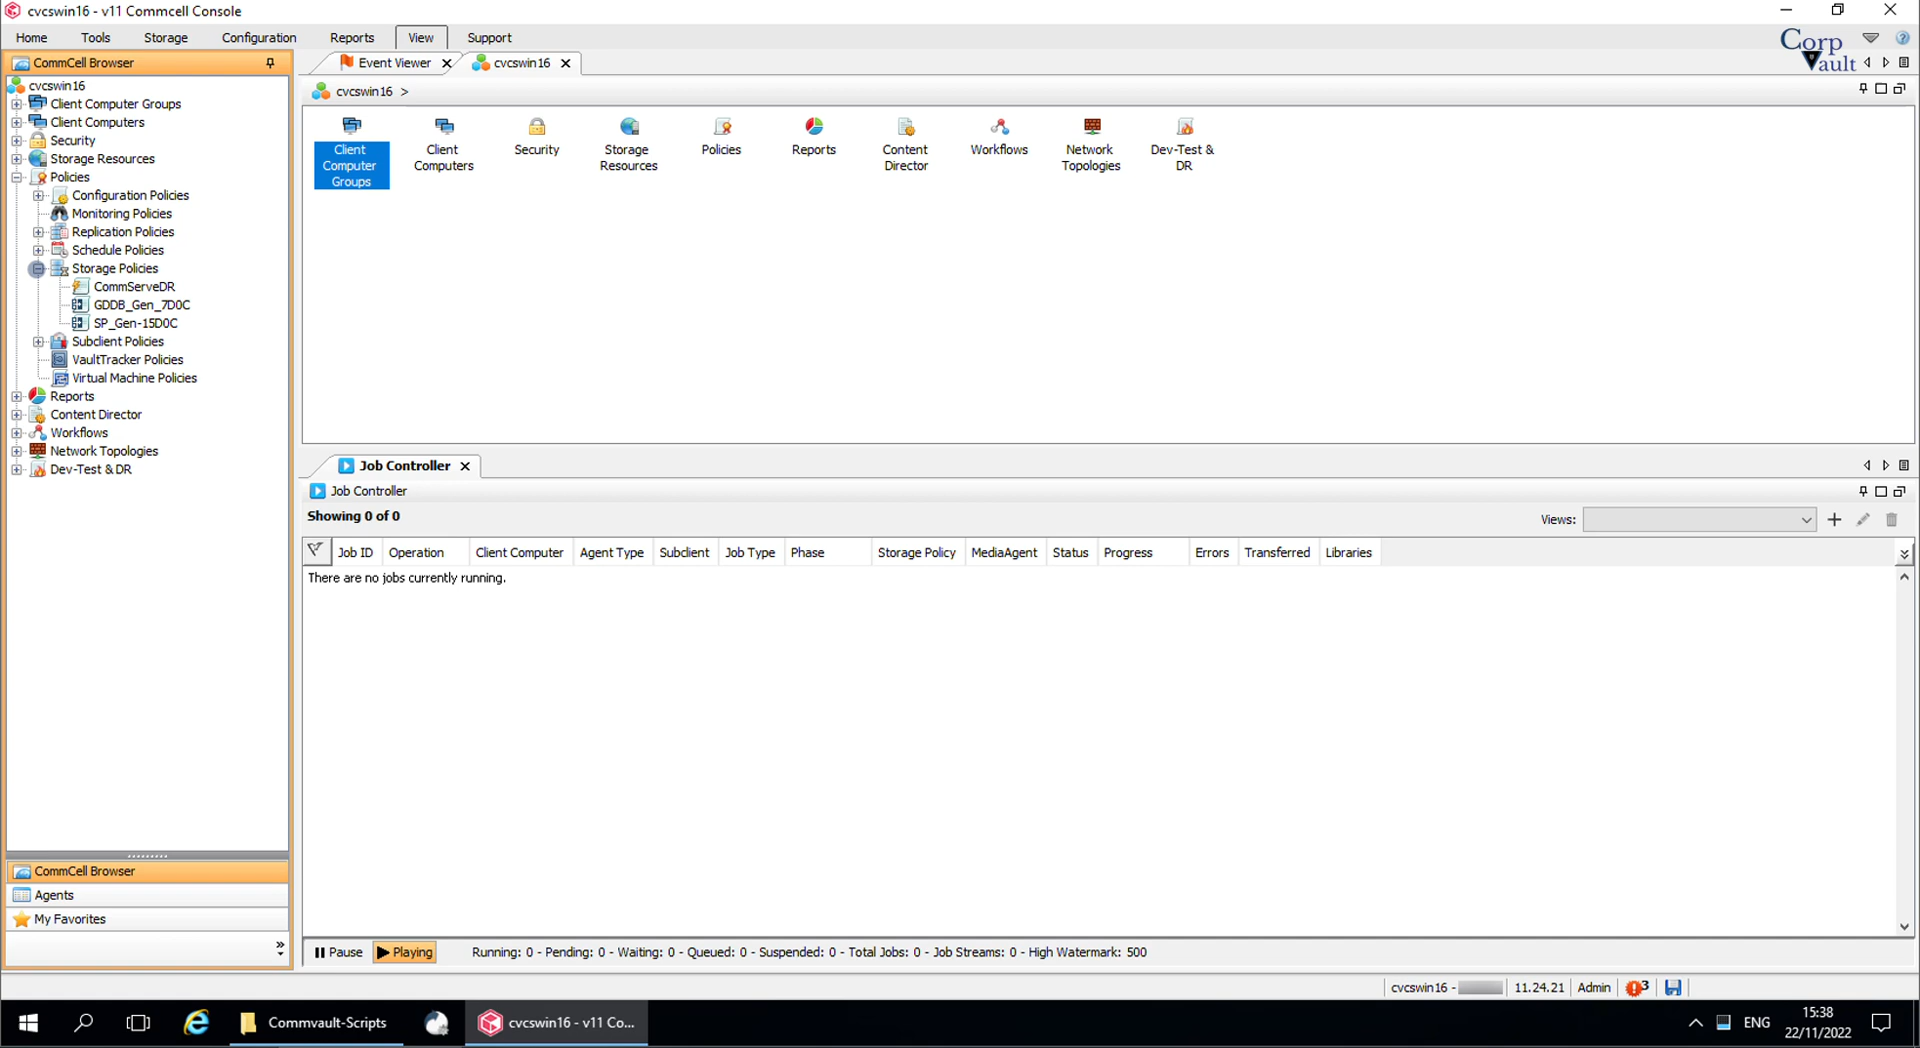 cvcswin16 - v11 Commcell Console
Home Tools Storage Configuration Reports View Support
Corp Vault
CommCell Browser
Event Viewer
cvcswin16
cvcswin16 >
cvcswin16
Client Computer Groups
Client Computers
Security
Storage Resources
Policies
Configuration Policies
Monitoring Policies
Replication Policies
Schedule Policies
Storage Policies
CommServeDR
GDDB_Gen_7D0C
SP_Gen-15D0C
Subclient Policies
VaultTracker Policies
Virtual Machine Policies
Reports
Content Director
Workflows
Network Topologies
Dev-Test & DR
Client Computer Groups
Client Computers
Security
Storage Resources
Policies
Reports
Content Director
Workflows
Network Topologies
Dev-Test & DR
Job Controller
Job Controller
Showing 0 of 0
Views:
Job ID Operation Client Computer Agent Type Subclient Job Type Phase Storage Policy MediaAgent Status Progress Errors Transferred Libraries
There are no jobs currently running.
CommCell Browser
Agents
My Favorites
Pause Playing Running: 0 - Pending: 0 - Waiting: 0 - Queued: 0 - Suspended: 0 - Total Jobs: 0 - Job Streams: 0 - High Watermark: 500
cvcswin16 - 11.24.21 Admin 3
Commvault-Scripts
cvcswin16 - v11 Co...
ENG
15:38
22/11/2022